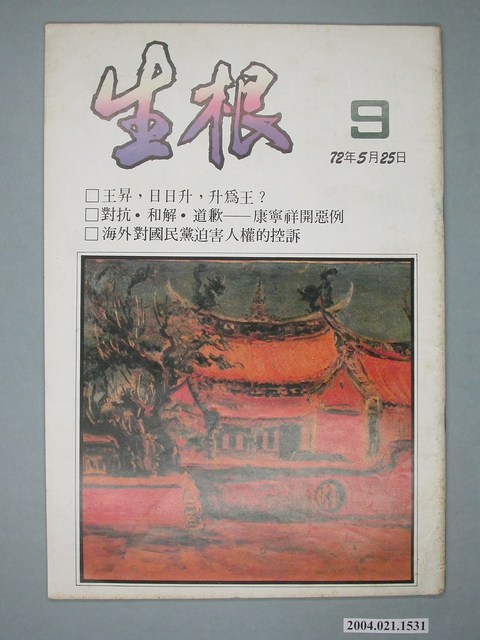 生根
9
72年5月25日
□王昇，日日升，升為王？
□對抗•和解•道歉——康寧祥開惡例
□海外對國民黨迫害人權的控訴
2004.021.1531